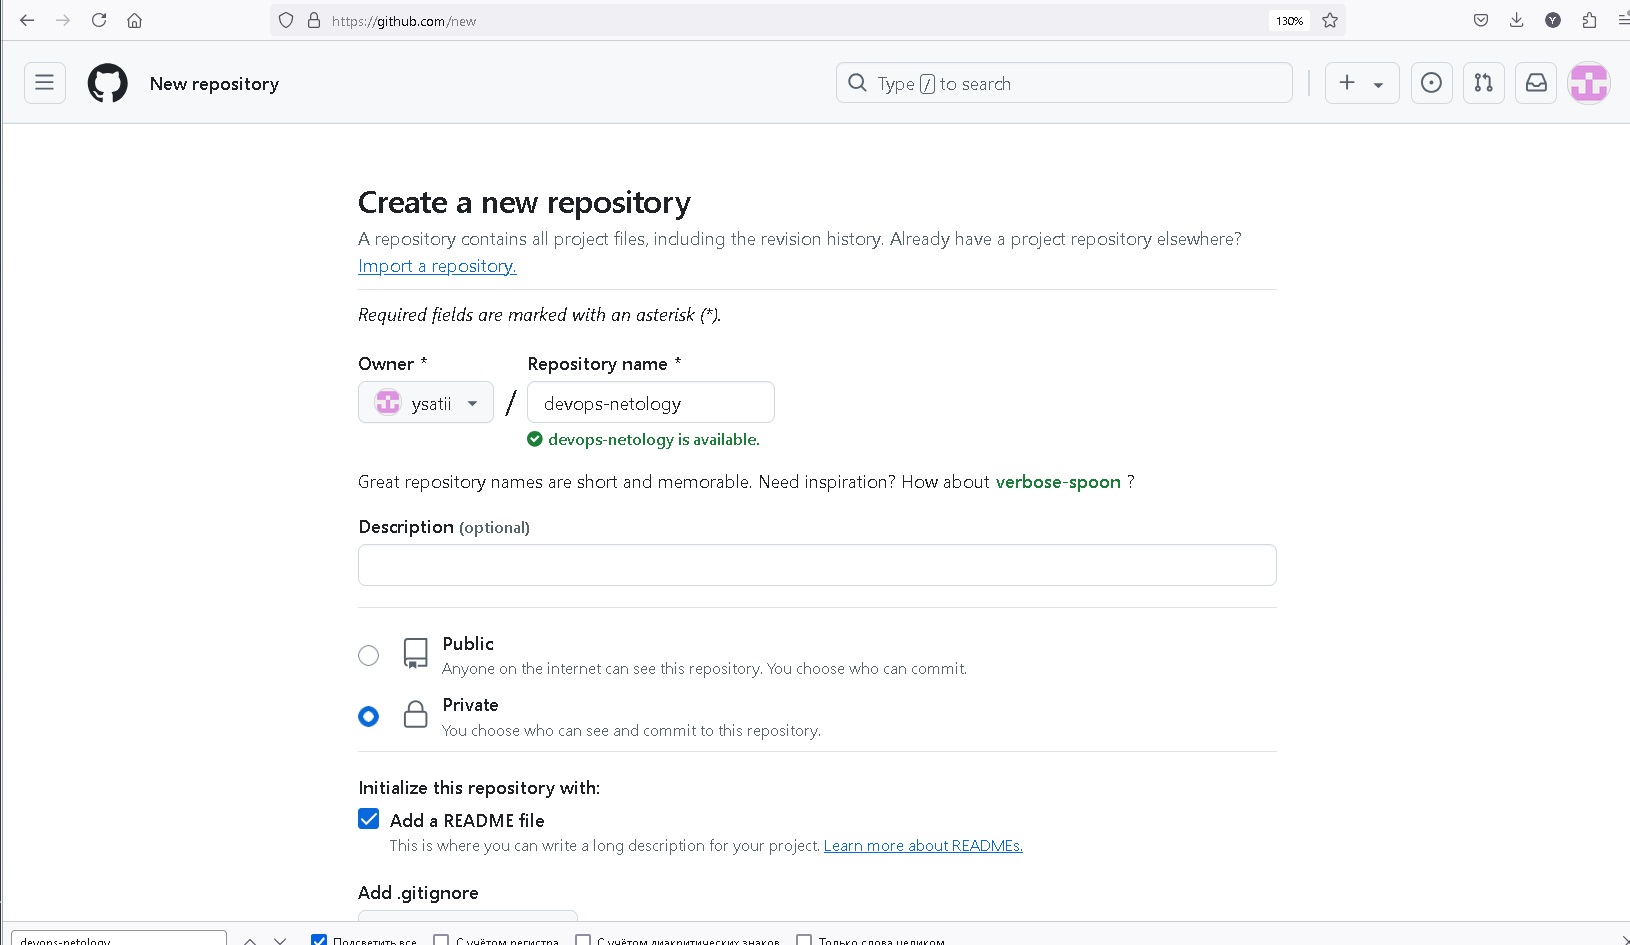 https://github.com/new
130%
New repository
Type / to search
Create a new repository
A repository contains all project files, including the revision history. Already have a project repository elsewhere?
Import a repository.
Required fields are marked with an asterisk (*).
Owner * Repository name *
ysatii / devops-netology
devops-netology is available.
Great repository names are short and memorable. Need inspiration? How about verbose-spoon ?
Description (optional)
Public
Anyone on the internet can see this repository. You choose who can commit.
Private
You choose who can see and commit to this repository.
Initialize this repository with:
Add a README file
This is where you can write a long description for your project. Learn more about READMEs.
Add .gitignore
devops-netology Подсветить все С учётом регистра С учётом диакритических знаков Только слова целиком